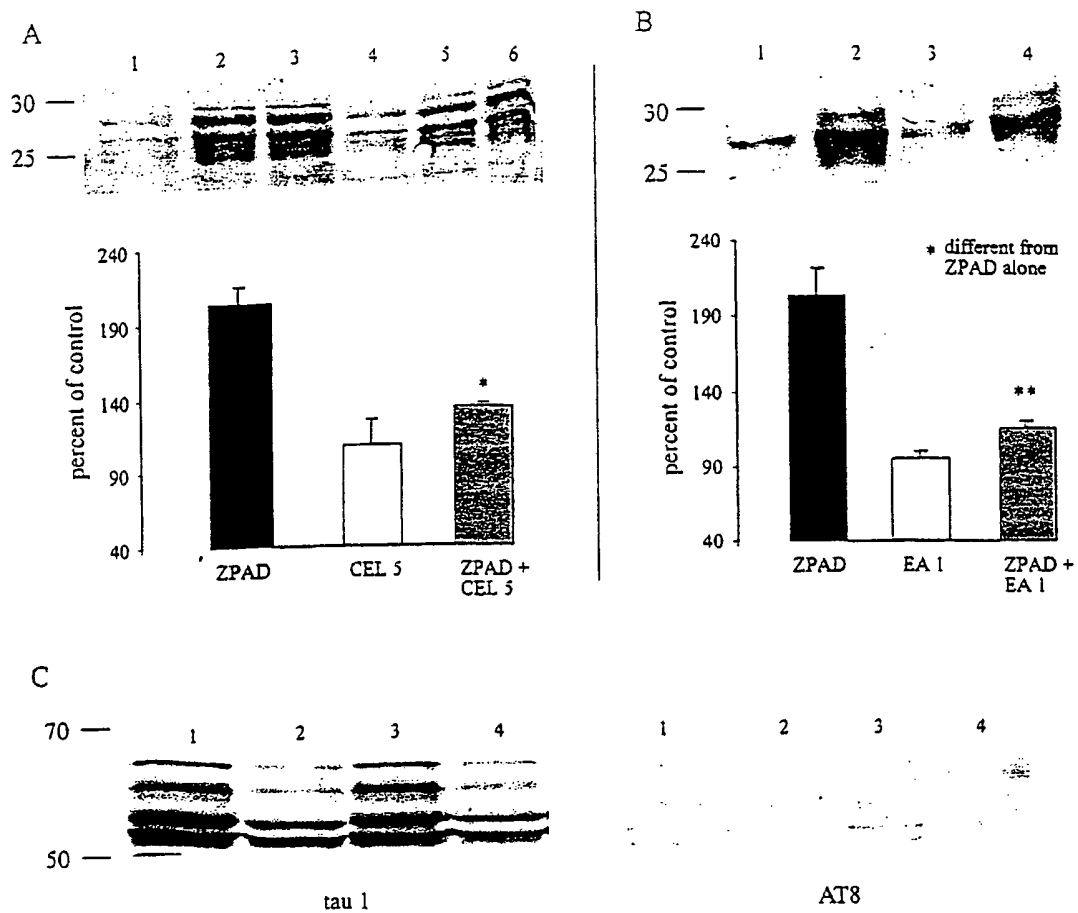 A
1 2 3 4 5 6
30
25
240
190
140
90
40
percent of control
*
ZPAD
CEL 5
ZPAD +
CEL 5
B
1 2 3 4
30
25
240
190
140
90
40
percent of control
* different from
ZPAD alone
**
ZPAD
EA 1
ZPAD +
EA 1
C
70
50
1 2 3 4
tau 1
1 2 3 4
AT8